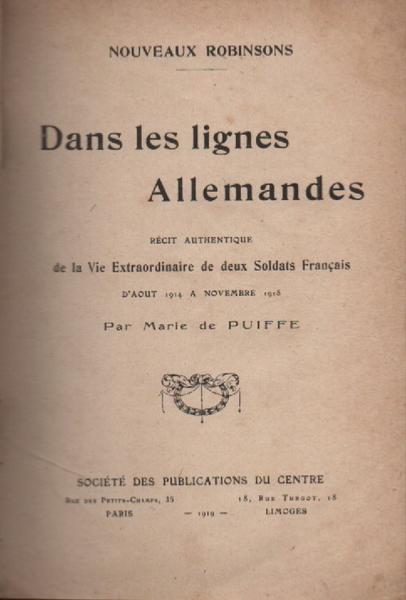 NOUVEAUX ROBINSONS
Dans les lignes
Allemandes
RÉCIT AUTHENTIQUE
de la Vie Extraordinaire de deux Soldats Français
D'AOUT 1914 A NOVEMBRE 1918
Par Marie de PUIFFE
SOCIÉTÉ DES PUBLICATIONS DU CENTRE
RUE DES PETITS-CHAMPS, 35 18, RUE TURGOT, 18
PARIS — 1919 — LIMOGES